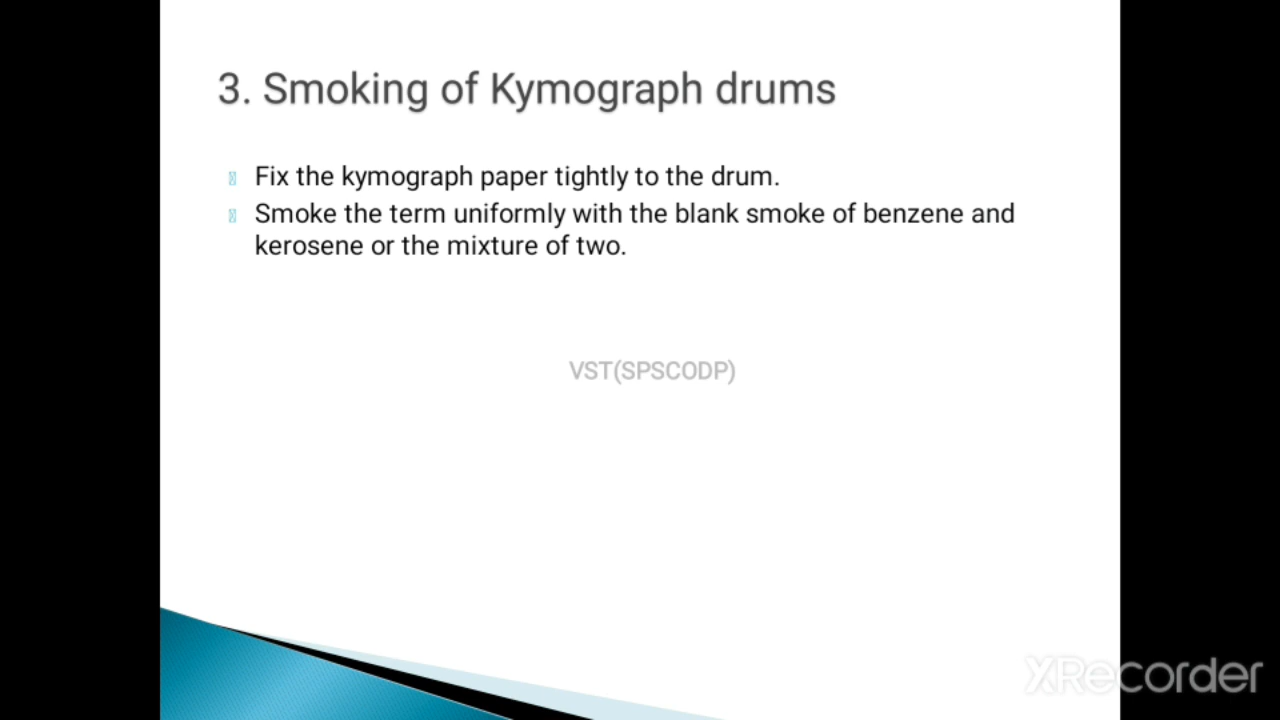 3. Smoking of Kymograph drums
Fix the kymograph paper tightly to the drum.
Smoke the term uniformly with the blank smoke of benzene and
kerosene or the mixture of two.
VST(SPSCODP)
XRecorder